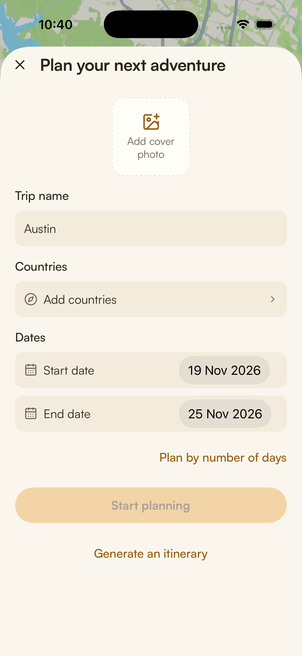 10:40
Plan your next adventure
Add cover
photo
Trip name
Austin
Countries
Add countries
Dates
Start date 19 Nov 2026
End date 25 Nov 2026
Plan by number of days
Start planning
Generate an itinerary